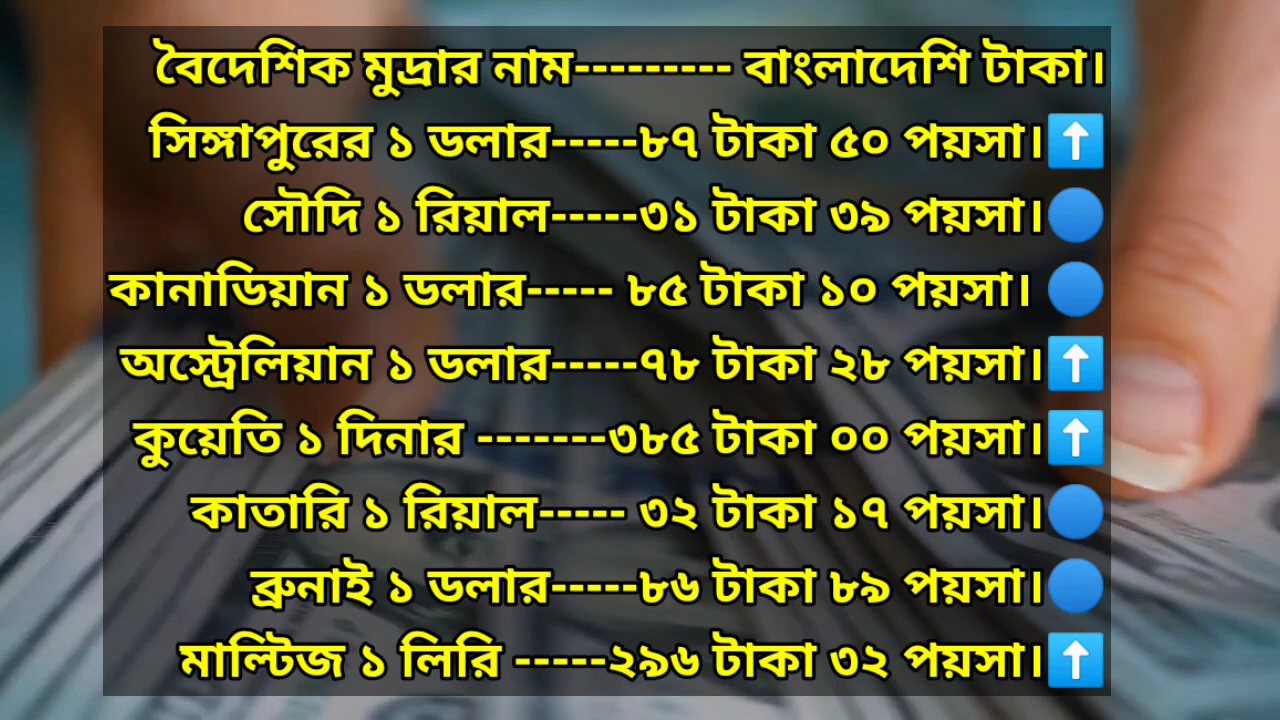 বৈদেশিক মুদ্রার নাম--------- বাংলাদেশি টাকা।
সিঙ্গাপুরের ১ ডলার-----৮৭ টাকা ৫০ পয়সা।⬆️
সৌদি ১ রিয়াল-----৩১ টাকা ৩৯ পয়সা।🔵
কানাডিয়ান ১ ডলার----- ৮৫ টাকা ১০ পয়সা। 🔵
অস্ট্রেলিয়ান ১ ডলার-----৭৮ টাকা ২৮ পয়সা।⬆️
কুয়েতি ১ দিনার -------৩৮৫ টাকা ০০ পয়সা।⬆️
কাতারি ১ রিয়াল----- ৩২ টাকা ১৭ পয়সা।🔵
ব্রুনাই ১ ডলার-----৮৬ টাকা ৮৯ পয়সা।🔵
মাল্টিজ ১ লিরি -----২৯৬ টাকা ৩২ পয়সা।⬆️